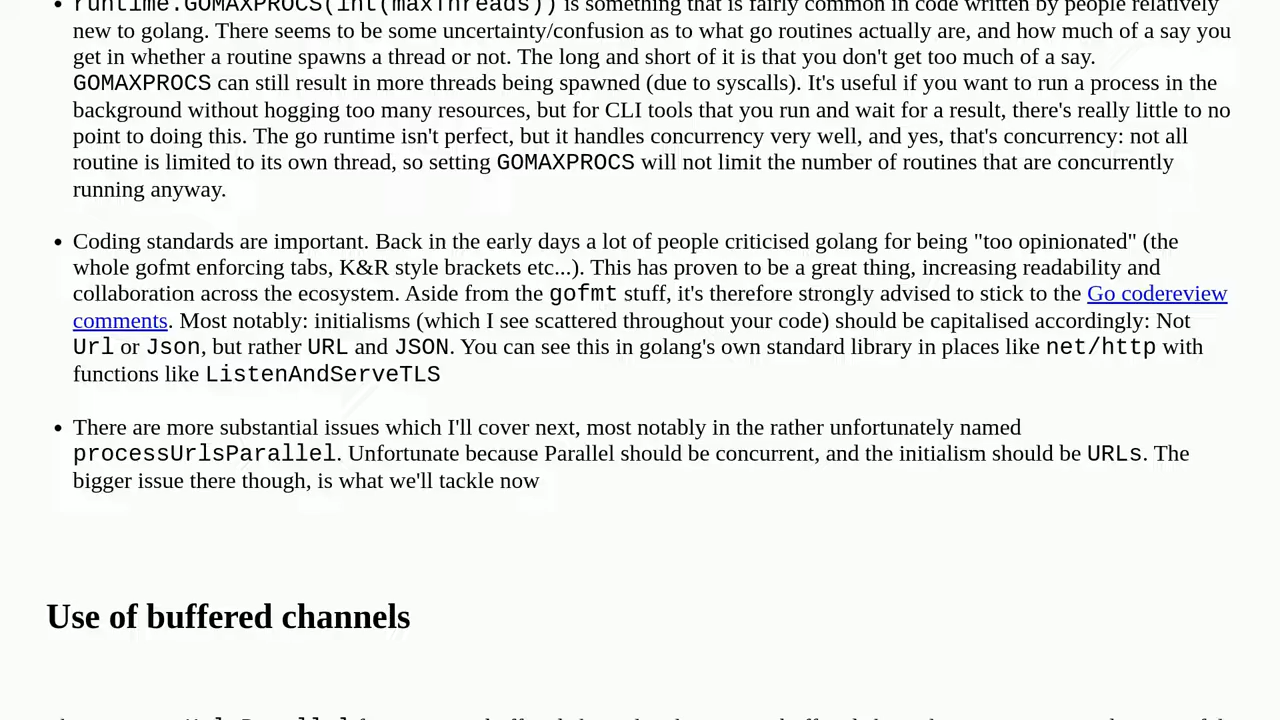 runtime.GOMAXPROCS(int(maxThreads)) is something that is fairly common in code written by people relatively
new to golang. There seems to be some uncertainty/confusion as to what go routines actually are, and how much of a say you
get in whether a routine spawns a thread or not. The long and short of it is that you don't get too much of a say.
GOMAXPROCS can still result in more threads being spawned (due to syscalls). It's useful if you want to run a process in the
background without hogging too many resources, but for CLI tools that you run and wait for a result, there's really little to no
point to doing this. The go runtime isn't perfect, but it handles concurrency very well, and yes, that's concurrency: not all
routine is limited to its own thread, so setting GOMAXPROCS will not limit the number of routines that are concurrently
running anyway.
Coding standards are important. Back in the early days a lot of people criticised golang for being "too opinionated" (the
whole gofmt enforcing tabs, K&R style brackets etc...). This has proven to be a great thing, increasing readability and
collaboration across the ecosystem. Aside from the gofmt stuff, it's therefore strongly advised to stick to the Go codereview
comments. Most notably: initialisms (which I see scattered throughout your code) should be capitalised accordingly: Not
Url or Json, but rather URL and JSON. You can see this in golang's own standard library in places like net/http with
functions like ListenAndServeTLS
There are more substantial issues which I'll cover next, most notably in the rather unfortunately named
processUrlsParallel. Unfortunate because Parallel should be concurrent, and the initialism should be URLs. The
bigger issue there though, is what we'll tackle now
Use of buffered channels